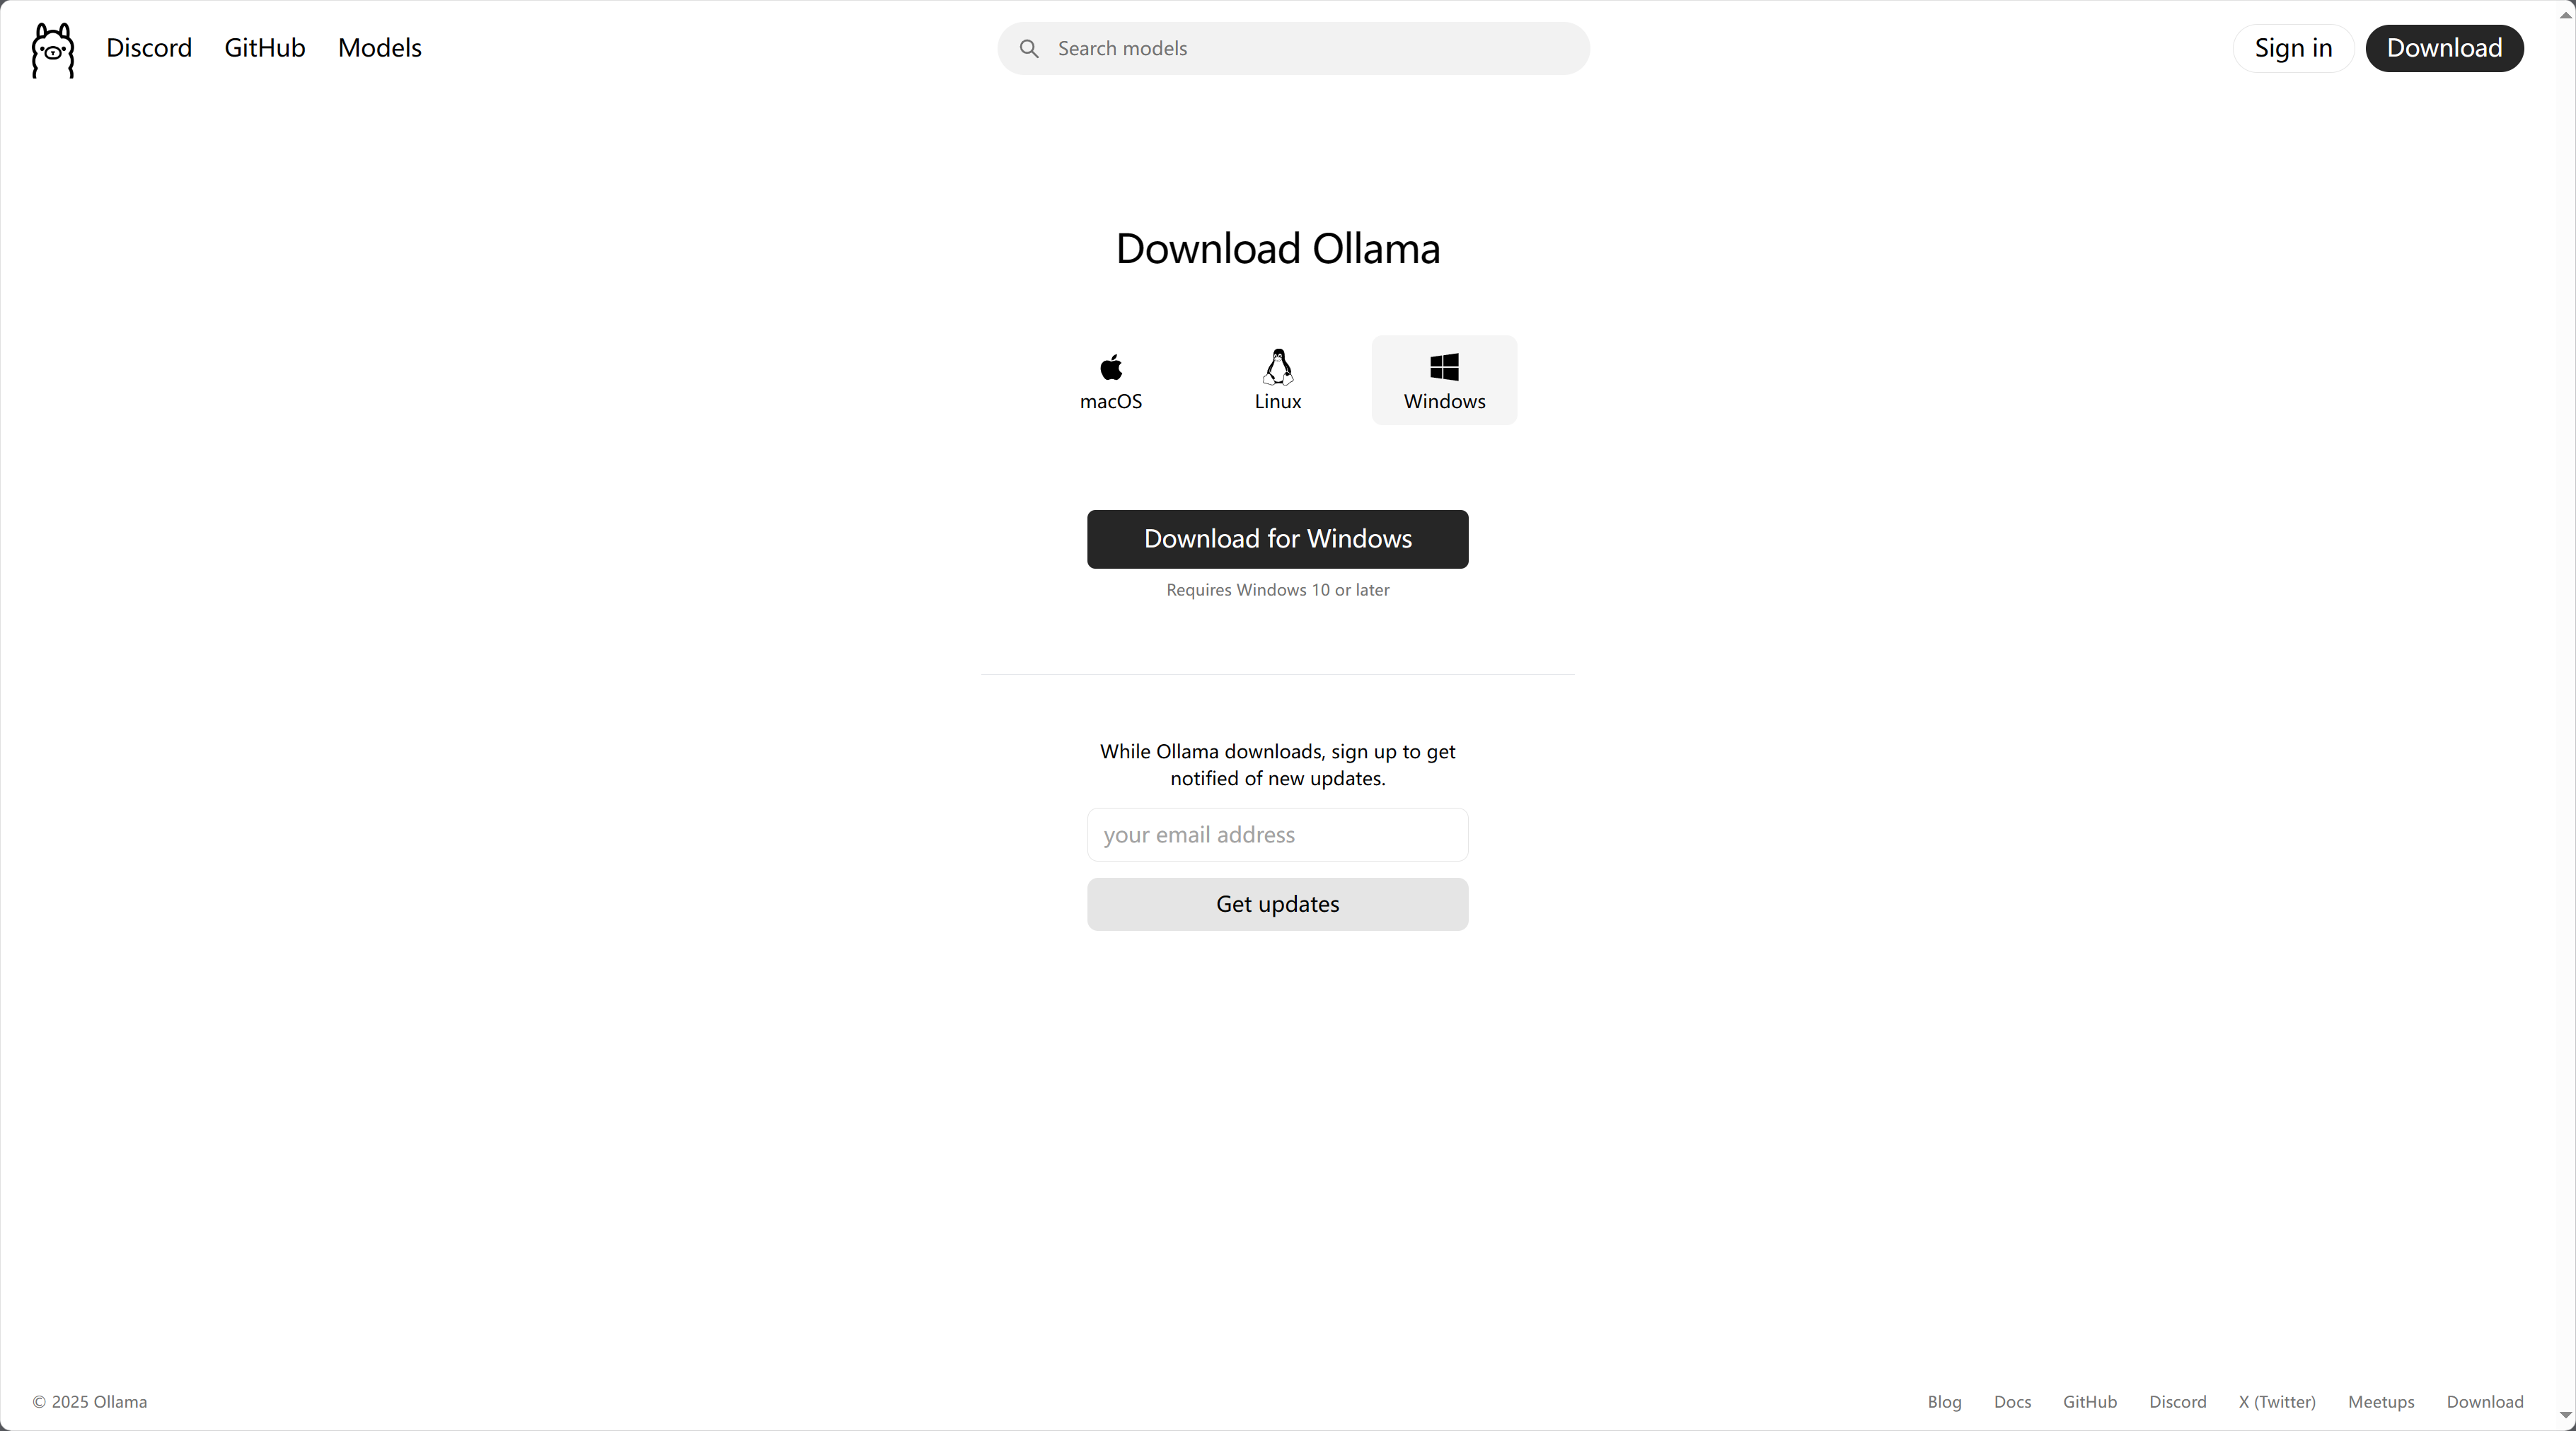 Discord GitHub Models Search models Sign in Download
Download Ollama
macOS Linux Windows
Download for Windows
Requires Windows 10 or later
While Ollama downloads, sign up to get
notified of new updates.
your email address
Get updates
© 2025 Ollama Blog Docs GitHub Discord X (Twitter) Meetups Download